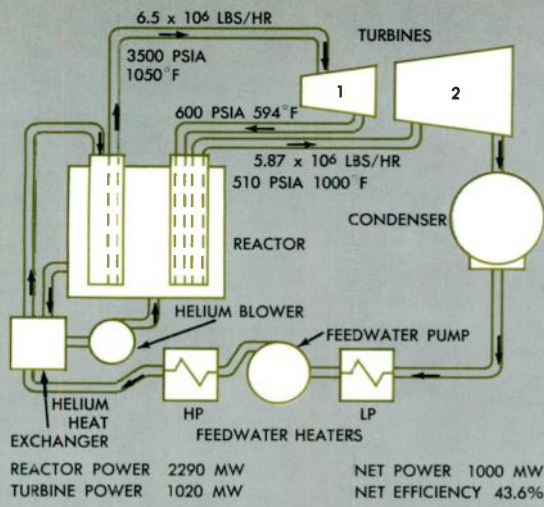 6.5 x 10⁶ LBS/HR
TURBINES
3500 PSIA
1050°F
1
2
600 PSIA 594°F
5.87 x 10⁶ LBS/HR
510 PSIA 1000°F
CONDENSER
REACTOR
HELIUM BLOWER
FEEDWATER PUMP
HELIUM
HEAT
EXCHANGER
HP
LP
FEEDWATER HEATERS
REACTOR POWER 2290 MW
TURBINE POWER 1020 MW
NET POWER 1000 MW
NET EFFICIENCY 43.6%